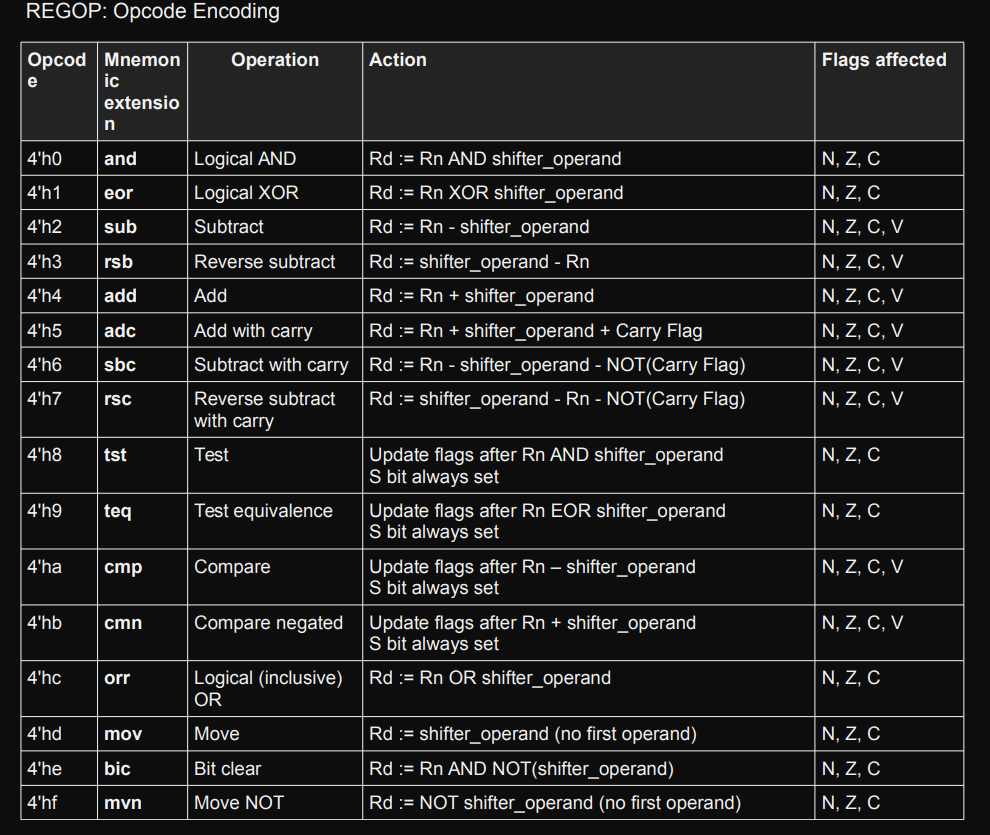 REGOP: Opcode Encoding
Opcod
e
Mnemon
ic
extensio
n
Operation
Action
Flags affected
4'h0 and Logical AND Rd := Rn AND shifter_operand N, Z, C
4'h1 eor Logical XOR Rd := Rn XOR shifter_operand N, Z, C
4'h2 sub Subtract Rd := Rn - shifter_operand N, Z, C, V
4'h3 rsb Reverse subtract Rd := shifter_operand - Rn N, Z, C, V
4'h4 add Add Rd := Rn + shifter_operand N, Z, C, V
4'h5 adc Add with carry Rd := Rn + shifter_operand + Carry Flag N, Z, C, V
4'h6 sbc Subtract with carry Rd := Rn - shifter_operand - NOT(Carry Flag) N, Z, C, V
4'h7 rsc Reverse subtract Rd := shifter_operand - Rn - NOT(Carry Flag) N, Z, C, V
with carry
4'h8 tst Test Update flags after Rn AND shifter_operand N, Z, C
S bit always set
4'h9 teq Test equivalence Update flags after Rn EOR shifter_operand N, Z, C
S bit always set
4'ha cmp Compare Update flags after Rn – shifter_operand N, Z, C, V
S bit always set
4'hb cmn Compare negated Update flags after Rn + shifter_operand N, Z, C, V
S bit always set
4'hc orr Logical (inclusive) Rd := Rn OR shifter_operand N, Z, C
OR
4'hd mov Move Rd := shifter_operand (no first operand) N, Z, C
4'he bic Bit clear Rd := Rn AND NOT(shifter_operand) N, Z, C
4'hf mvn Move NOT Rd := NOT shifter_operand (no first operand) N, Z, C